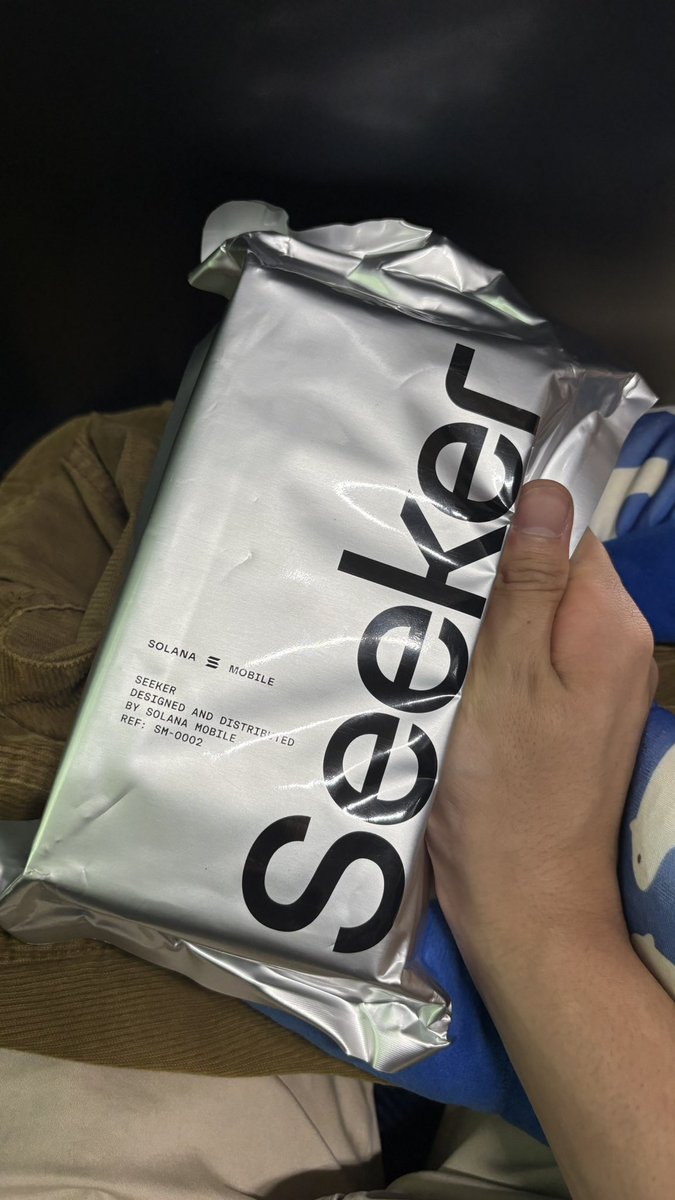 Seeker
SOLANA MOBILE
SEEKER
DESIGNED AND DISTRIBUTED
BY SOLANA MOBILE
REF: SM-0002